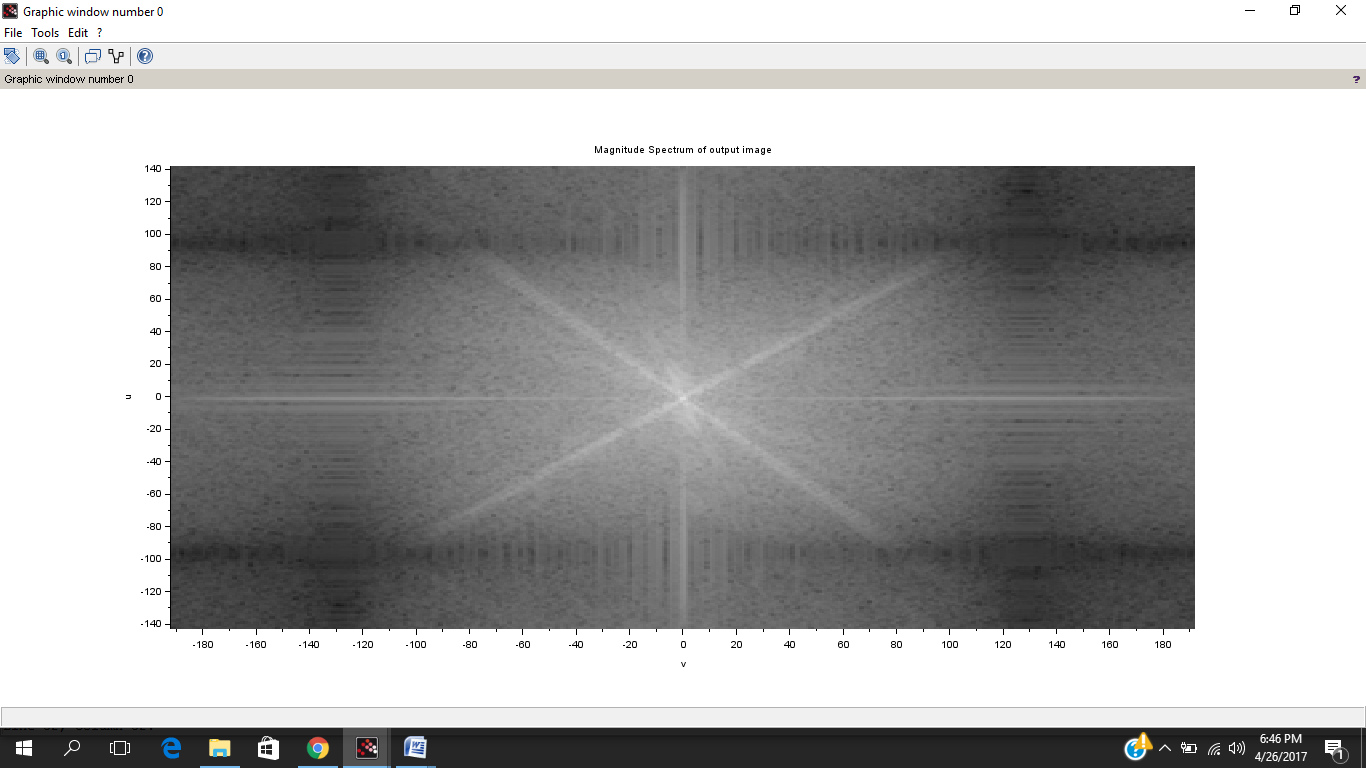 Graphic window number 0
File Tools Edit ?
Graphic window number 0 ?
Magnitude Spectrum of output image
140
120
100
80
60
40
20
0
-20
-40
-60
-80
-100
-120
-140
u
-180 -160 -140 -120 -100 -80 -60 -40 -20 0 20 40 60 80 100 120 140 160 180
v
6:46 PM
4/26/2017
1